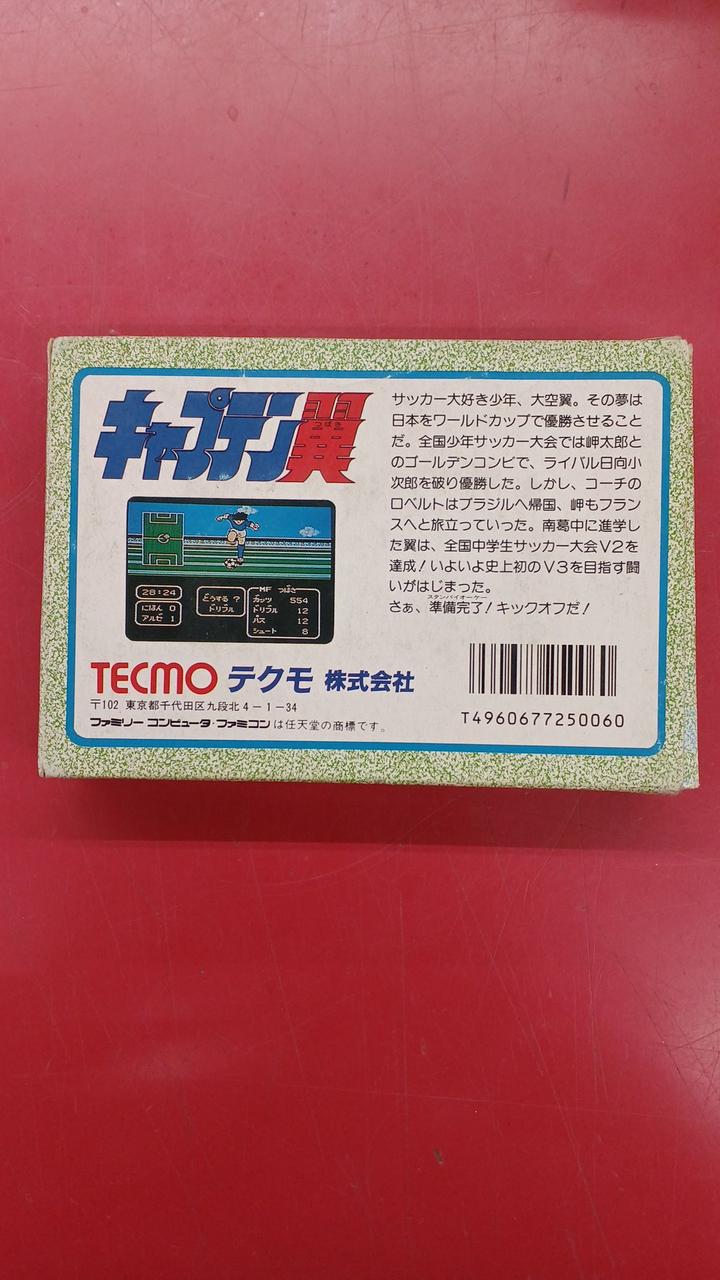 キャプテン翼
つばさ
サッカー大好き少年、大空翼。その夢は
日本をワールドカップで優勝させること
だ。全国少年サッカー大会では岬太郎と
のゴールデンコンビで、ライバル日向小
次郎を破り優勝した。しかし、コーチの
ロベルトはブラジルへ帰国、岬もフラン
スへと旅立っていった。南葛中に進学し
た翼は、全国中学生サッカー大会V2を
達成!いよいよ史上初のV3を目指す闘
いがはじまった。
スタンバイオーケー
さぁ、準備完了!キックオフだ!
28:24
にほん 0
アルゼ 1
どうする ?
ドリブル
MF つばさ
ガッツ 554
ドリブル 12
パス 12
シュート 8
TECMO テクモ 株式会社
〒102 東京都千代田区九段北4-1-34
ファミリー コンピュータ・ファミコンは任天堂の商標です。
T4960677250060